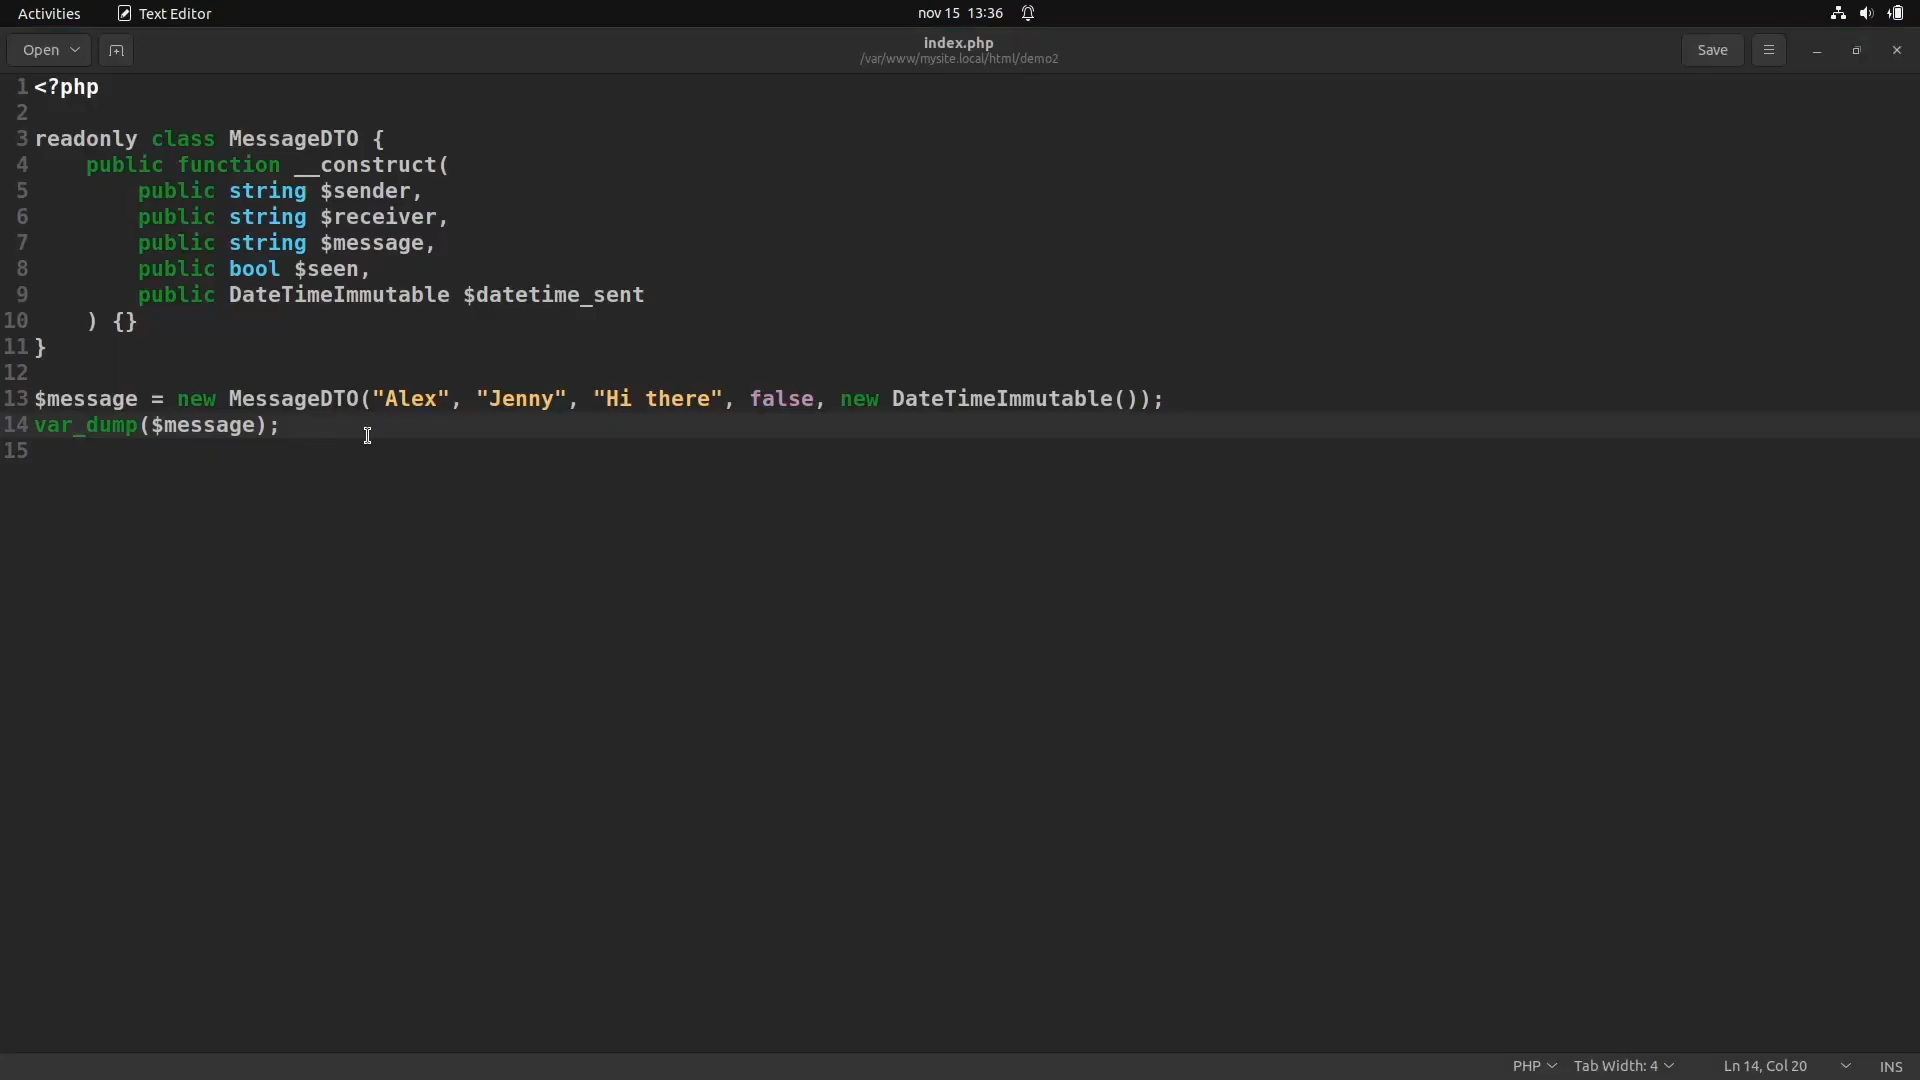 Activities Text Editor nov 15 13:36
Open index.php Save
/var/www/mysite.local/html/demo2
1 <?php
2
3 readonly class MessageDTO {
4     public function __construct(
5         public string $sender,
6         public string $receiver,
7         public string $message,
8         public bool $seen,
9         public DateTimeImmutable $datetime_sent
10     ) {}
11 }
12
13 $message = new MessageDTO("Alex", "Jenny", "Hi there", false, new DateTimeImmutable());
14 var_dump($message);
15
PHP Tab Width: 4 Ln 14, Col 20 INS